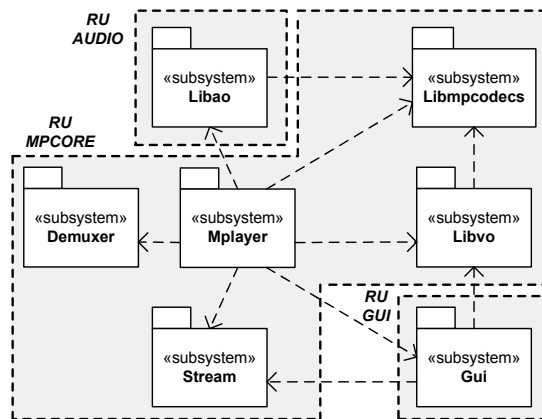 RU
AUDIO
«subsystem»
Libao
«subsystem»
Libmpcodecs
RU
MPCORE
«subsystem»
Demuxer
«subsystem»
Mplayer
«subsystem»
Libvo
RU
GUI
«subsystem»
Stream
«subsystem»
Gui